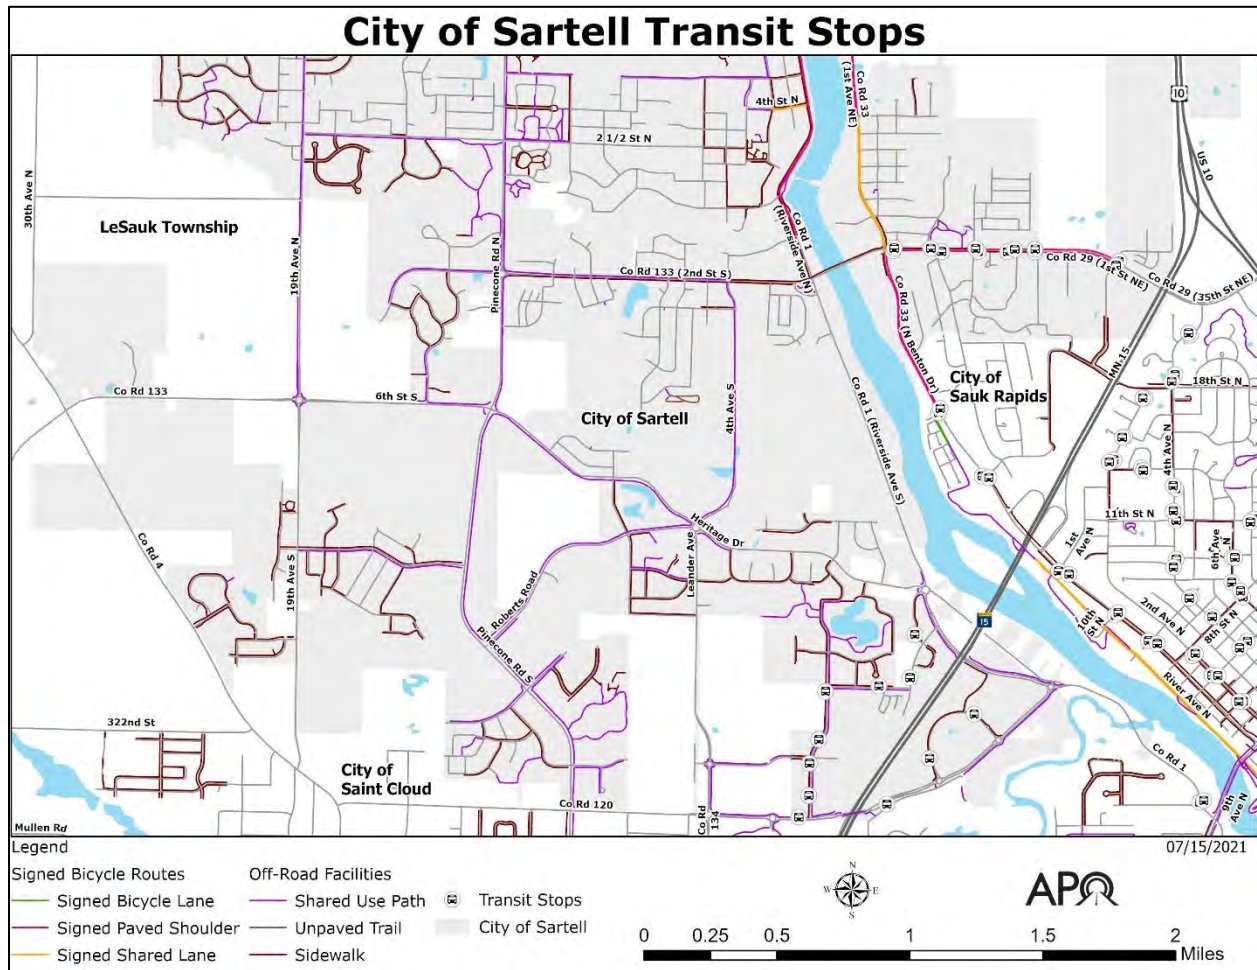 City of Sartell Transit Stops
4th St N
Co Rd 33
(1st Ave NE)
10
US 10
2 1/2 St N
30th Ave N
LeSauk Township
19th Ave N
Pinecone Rd N
Co Rd 1
(Riverside Ave N)
Co Rd 133 (2nd St S)
Co Rd 29 (1st St NE)
Co Rd 29 (35th St NE)
Co Rd 33 (N Benton Dr)
MN-15
18th St N
City of
Sauk Rapids
Co Rd 133
6th St S
City of Sartell
4th Ave S
Co Rd 1 (Riverside Ave S)
4th Ave N
11th St N
1st
Ave N
6th Ave
N
Heritage Dr
Leander Ave
Co Rd 4
19th Ave S
Roberts Road
Pinecone Rd S
15
10th
St N
2nd Ave N
8th St N
River Ave N
322nd St
City of
Saint Cloud
Co Rd 120
Co Rd
134
Co Rd 1
9th
Ave N
Mullen Rd
07/15/2021
Legend
Signed Bicycle Routes
Signed Bicycle Lane
Signed Paved Shoulder
Signed Shared Lane
Off-Road Facilities
Shared Use Path
Unpaved Trail
Sidewalk
Transit Stops
City of Sartell
N
W E
S
APO
0 0.25 0.5 1 1.5 2
Miles